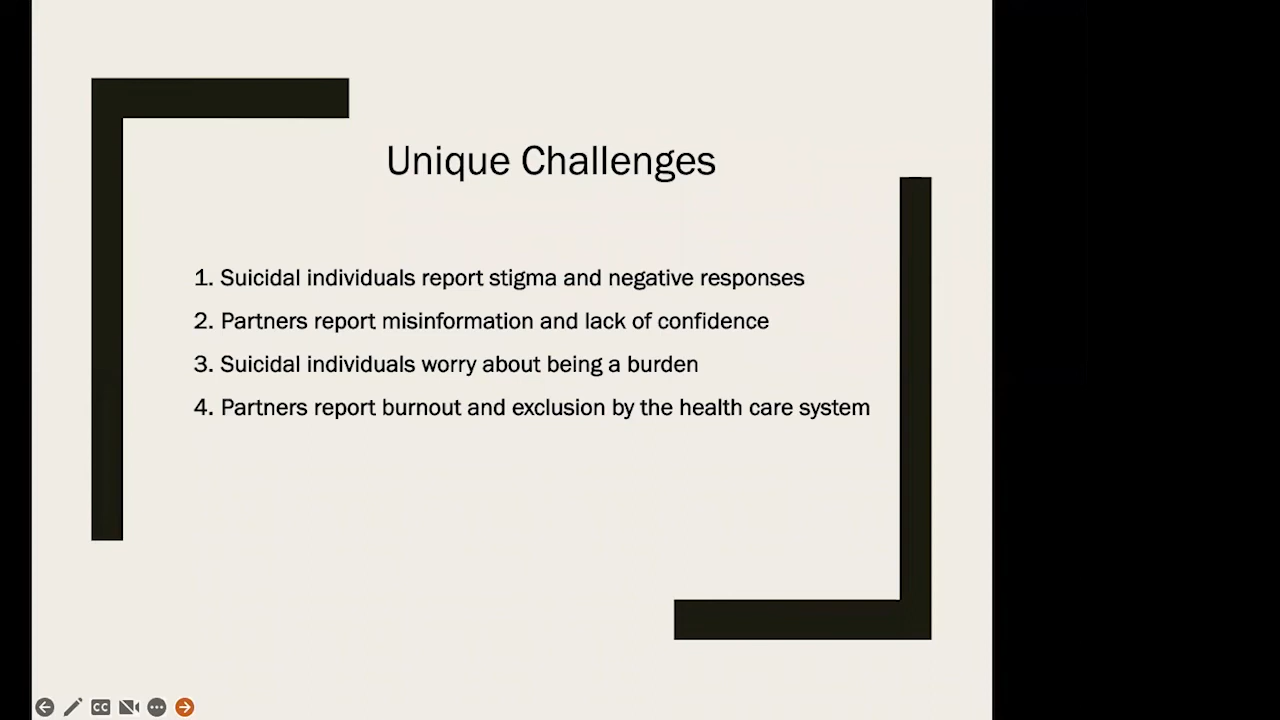 Unique Challenges
1. Suicidal individuals report stigma and negative responses
2. Partners report misinformation and lack of confidence
3. Suicidal individuals worry about being a burden
4. Partners report burnout and exclusion by the health care system
CC